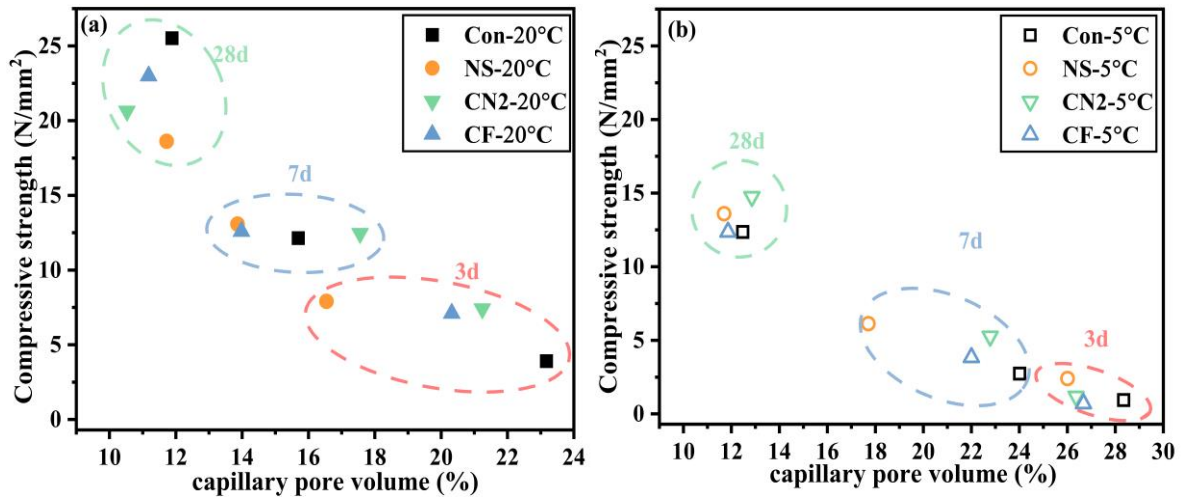 (a)
Con-20°C
NS-20°C
CN2-20°C
CF-20°C
28d
7d
3d
Compressive strength (N/mm²)
25
20
15
10
5
0
10 12 14 16 18 20 22 24
capillary pore volume (%)
(b)
Con-5°C
NS-5°C
CN2-5°C
CF-5°C
28d
7d
3d
Compressive strength (N/mm²)
25
20
15
10
5
0
10 12 14 16 18 20 22 24 26 28 30
capillary pore volume (%)